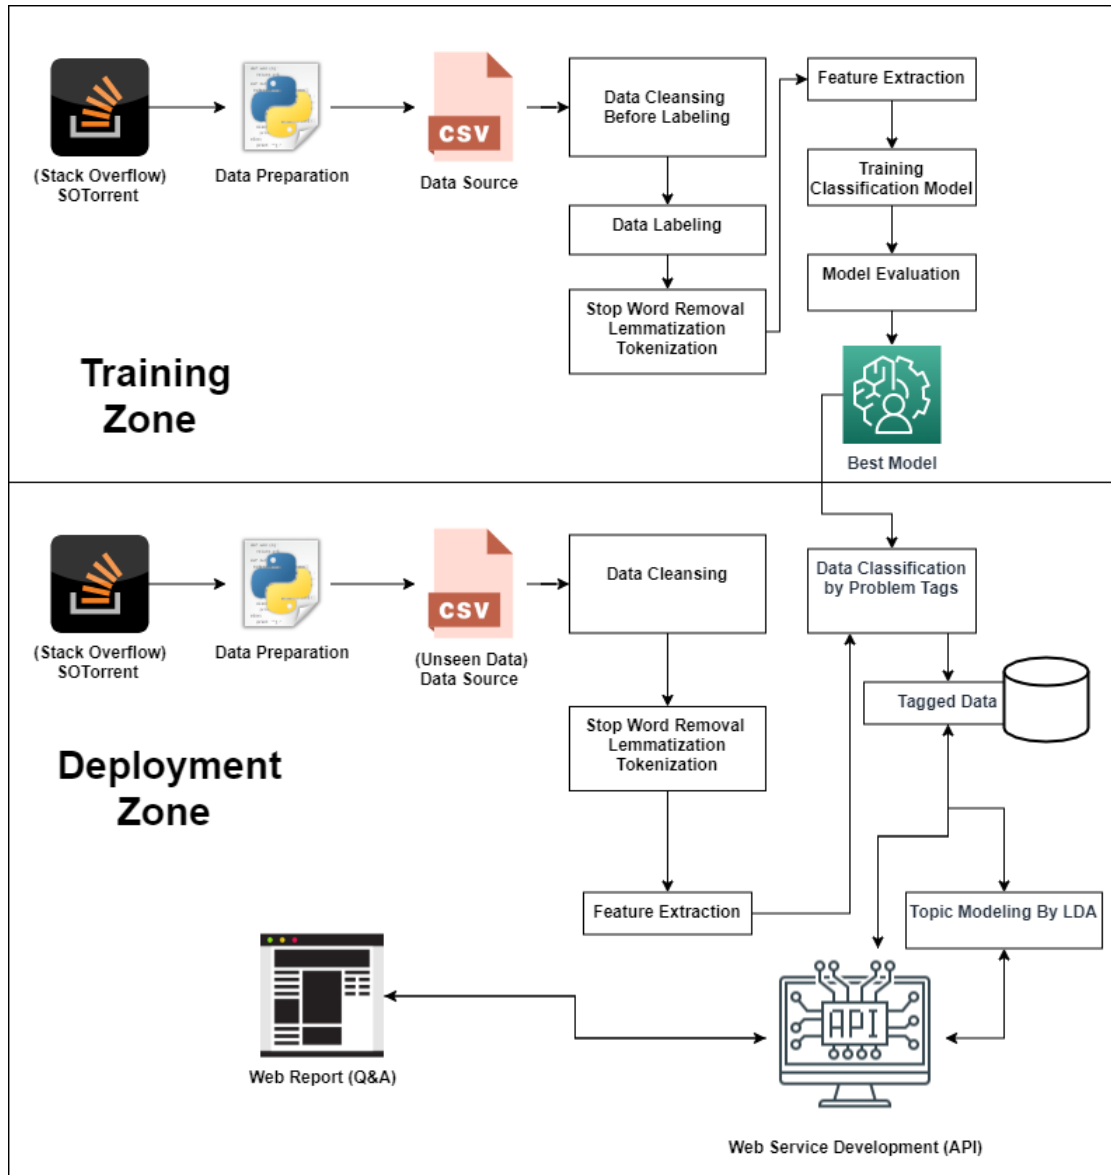 (Stack Overflow)
SOTorrent
Data Preparation
CSV
Data Source
Data Cleansing
Before Labeling
Data Labeling
Stop Word Removal
Lemmatization
Tokenization
Feature Extraction
Training
Classification Model
Model Evaluation
Best Model
Training
Zone
(Stack Overflow)
SOTorrent
Data Preparation
CSV
(Unseen Data)
Data Source
Data Cleansing
Stop Word Removal
Lemmatization
Tokenization
Feature Extraction
Data Classification
by Problem Tags
Tagged Data
Topic Modeling By LDA
Deployment
Zone
API
Web Report (Q&A)
Web Service Development (API)